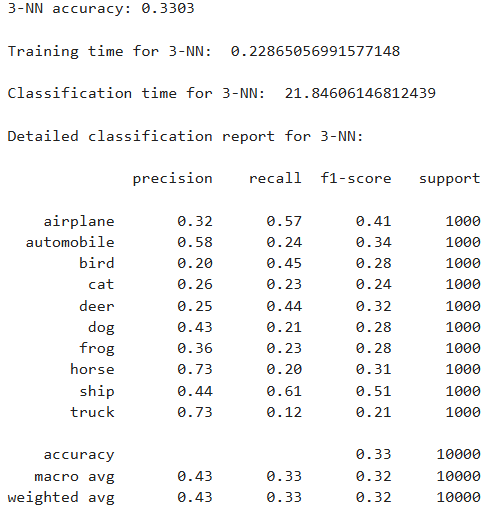 3-NN accuracy: 0.3303
Training time for 3-NN:  0.22865056991577148
Classification time for 3-NN:  21.84606146812439
Detailed classification report for 3-NN:
precision    recall  f1-score   support
airplane       0.32      0.57      0.41      1000
automobile       0.58      0.24      0.34      1000
bird       0.20      0.45      0.28      1000
cat       0.26      0.23      0.24      1000
deer       0.25      0.44      0.32      1000
dog       0.43      0.21      0.28      1000
frog       0.36      0.23      0.28      1000
horse       0.73      0.20      0.31      1000
ship       0.44      0.61      0.51      1000
truck       0.73      0.12      0.21      1000
accuracy                           0.33     10000
macro avg       0.43      0.33      0.32     10000
weighted avg       0.43      0.33      0.32     10000